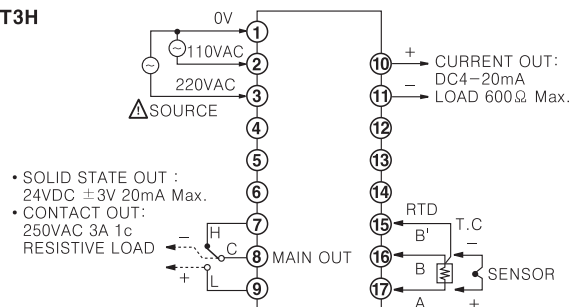 T3H
0V
110VAC
220VAC
SOURCE
1
2
3
4
5
6
7
8
9
• SOLID STATE OUT :
24VDC ±3V 20mA Max.
• CONTACT OUT:
250VAC 3A 1c
RESISTIVE LOAD
H
C
L
−
+
MAIN OUT
10
11
12
13
14
15
16
17
+
−
CURRENT OUT:
DC4-20mA
LOAD 600Ω Max.
RTD
T.C
B'
B
A
−
+
SENSOR